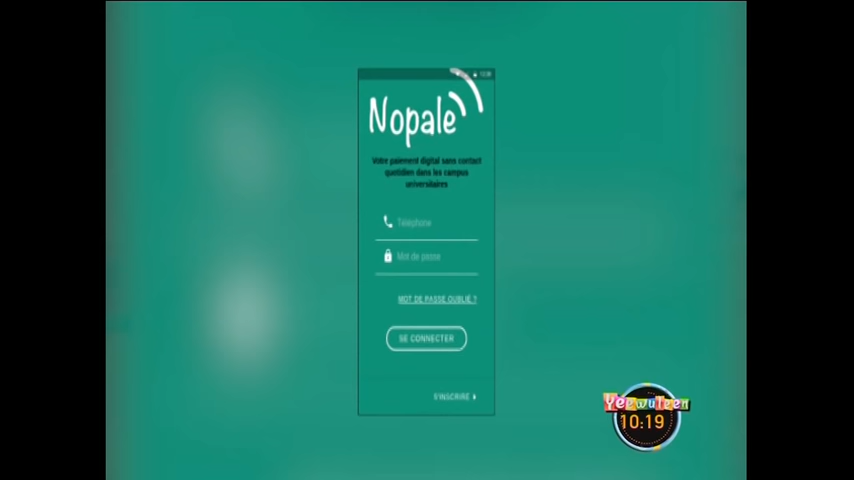 Nopale
Votre paiement digital sans contact
quotidien dans les campus
universitaires
Téléphone
Mot de passe
MOT DE PASSE OUBLIÉ ?
SE CONNECTER
S'INSCRIRE
Yeewu Leen
10:19